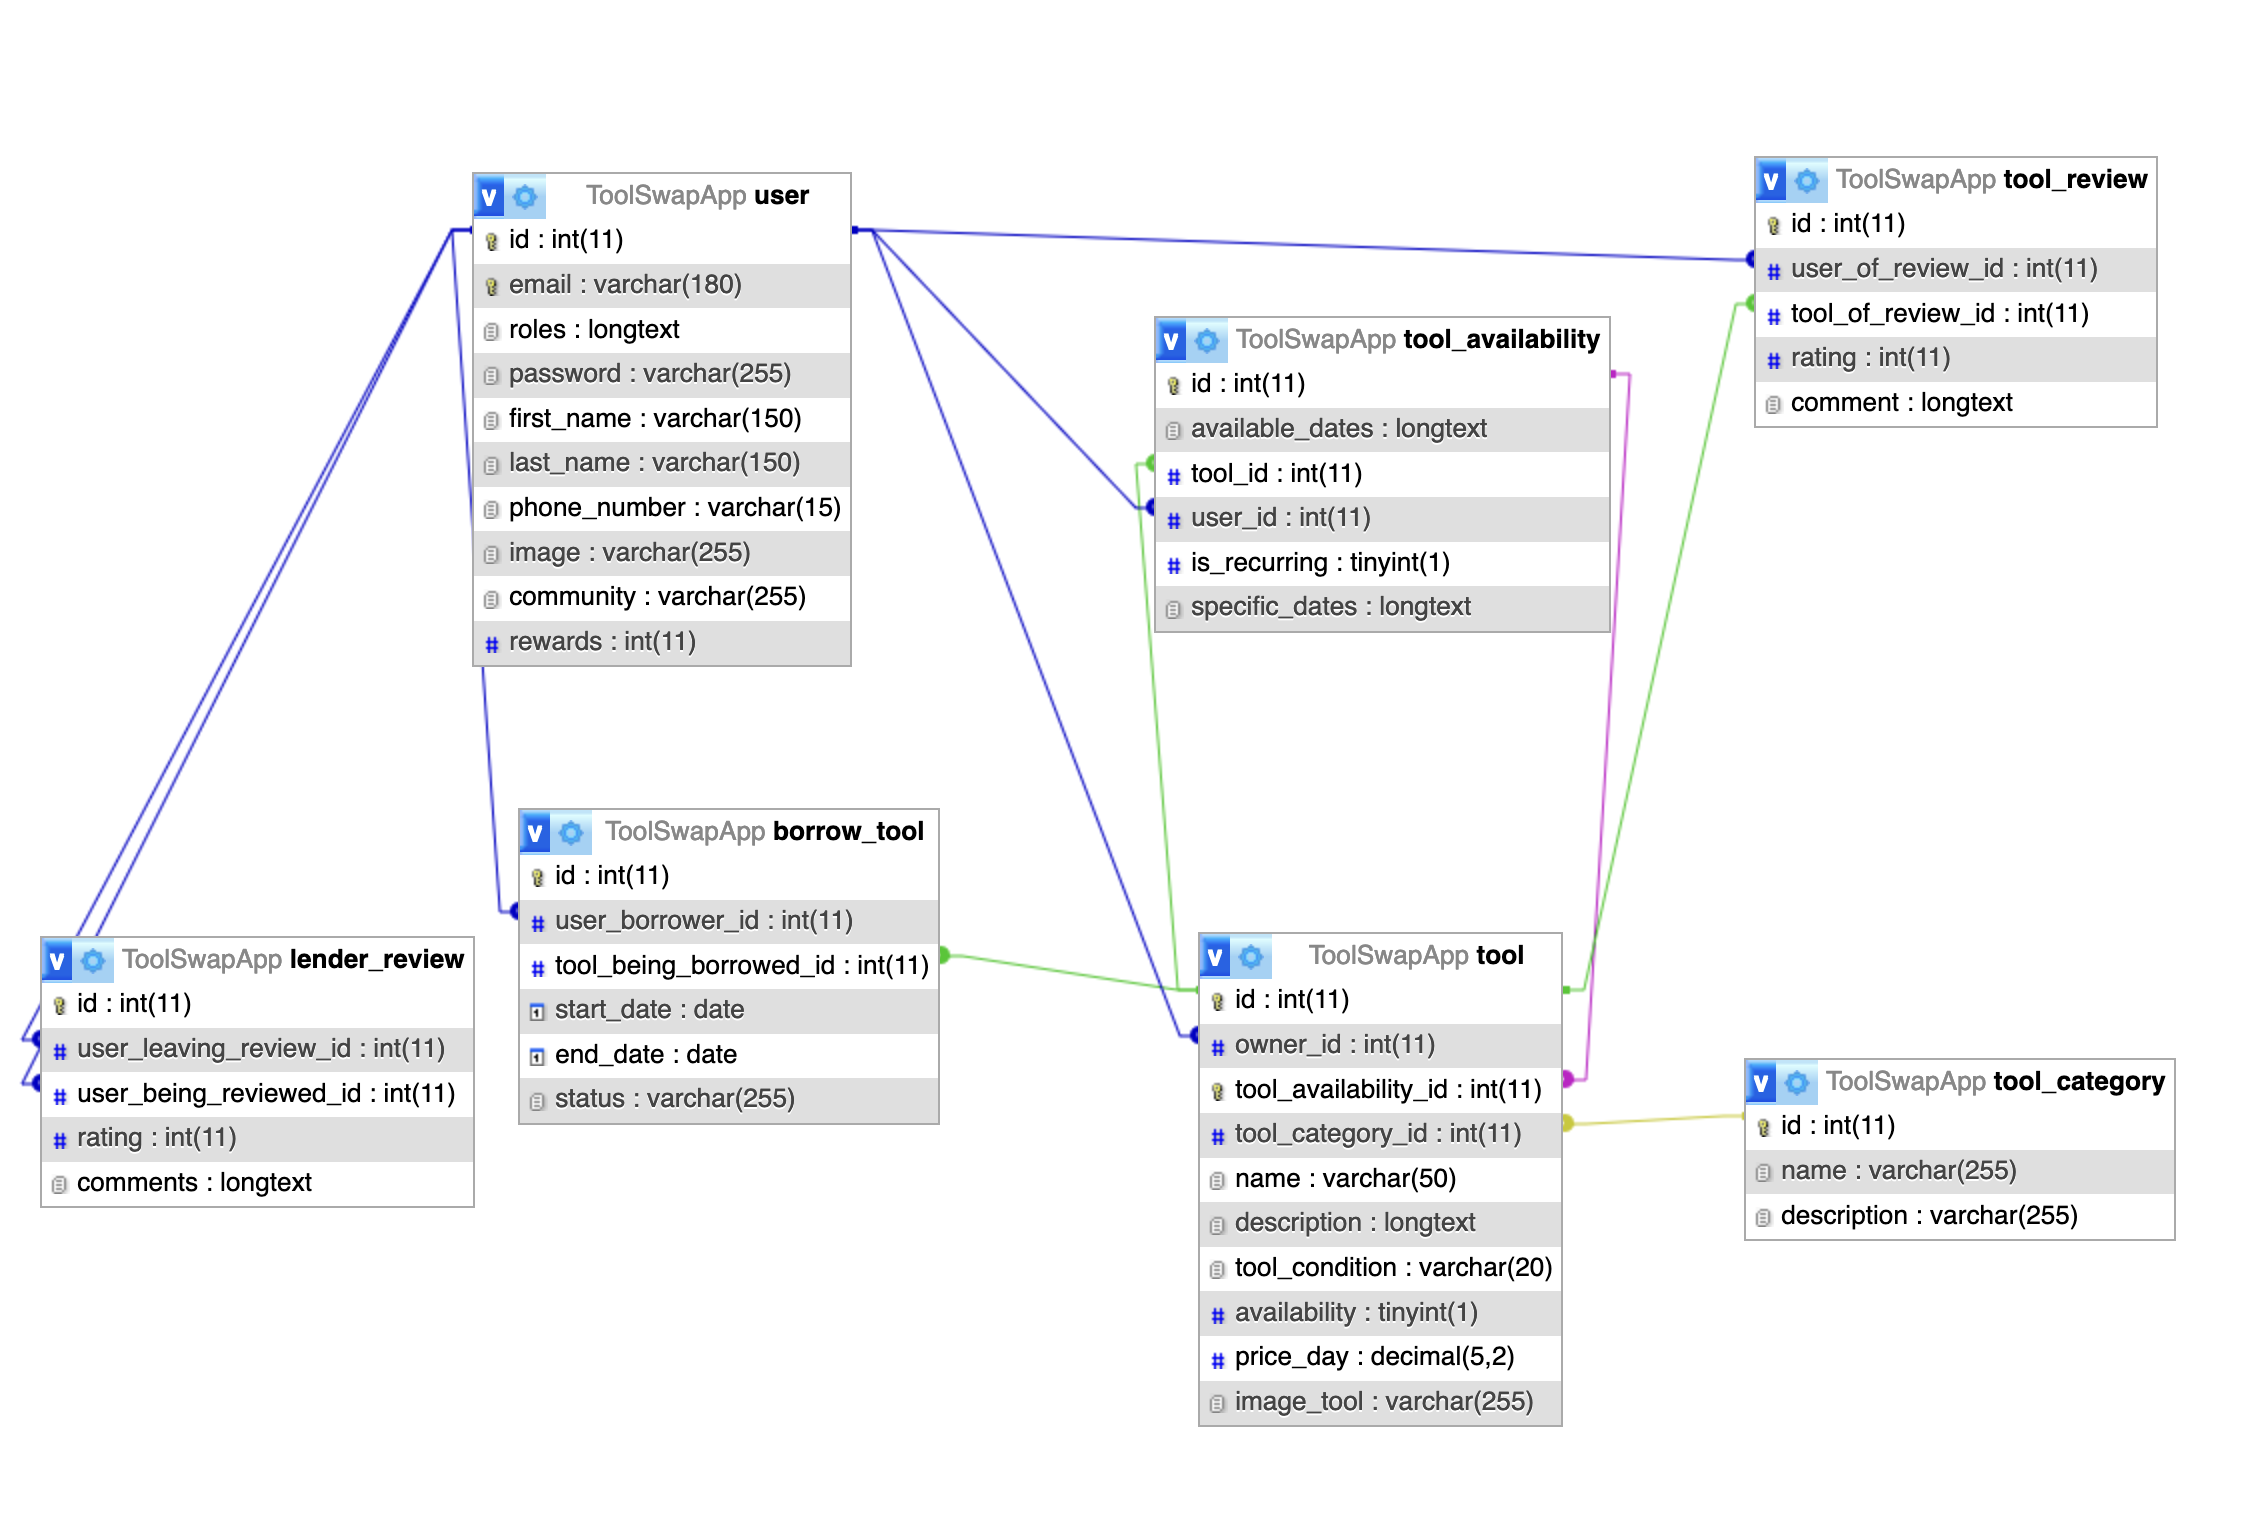 ToolSwapApp user
id : int(11)
email : varchar(180)
roles : longtext
password : varchar(255)
first_name : varchar(150)
last_name : varchar(150)
phone_number : varchar(15)
image : varchar(255)
community : varchar(255)
rewards : int(11)
ToolSwapApp tool_review
id : int(11)
user_of_review_id : int(11)
tool_of_review_id : int(11)
rating : int(11)
comment : longtext
ToolSwapApp tool_availability
id : int(11)
available_dates : longtext
tool_id : int(11)
user_id : int(11)
is_recurring : tinyint(1)
specific_dates : longtext
ToolSwapApp borrow_tool
id : int(11)
user_borrower_id : int(11)
tool_being_borrowed_id : int(11)
start_date : date
end_date : date
status : varchar(255)
ToolSwapApp lender_review
id : int(11)
user_leaving_review_id : int(11)
user_being_reviewed_id : int(11)
rating : int(11)
comments : longtext
ToolSwapApp tool
id : int(11)
owner_id : int(11)
tool_availability_id : int(11)
tool_category_id : int(11)
name : varchar(50)
description : longtext
tool_condition : varchar(20)
availability : tinyint(1)
price_day : decimal(5,2)
image_tool : varchar(255)
ToolSwapApp tool_category
id : int(11)
name : varchar(255)
description : varchar(255)